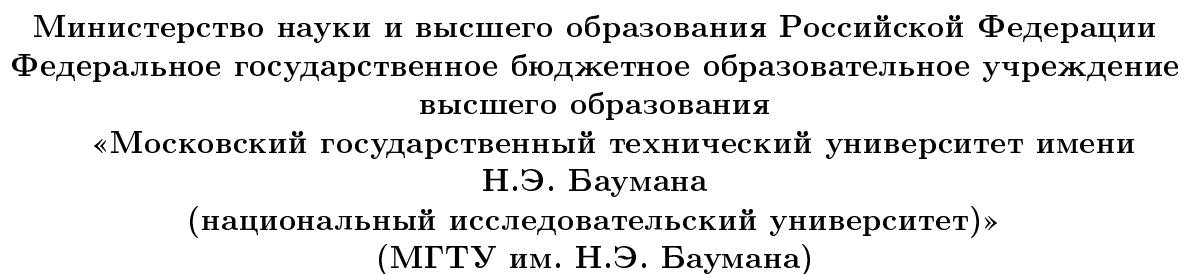 Министерство науки и высшего образования Российской Федерации
Федеральное государственное бюджетное образовательное учреждение
высшего образования
«Московский государственный технический университет имени
Н.Э. Баумана
(национальный исследовательский университет)»
(МГТУ им. Н.Э. Баумана)